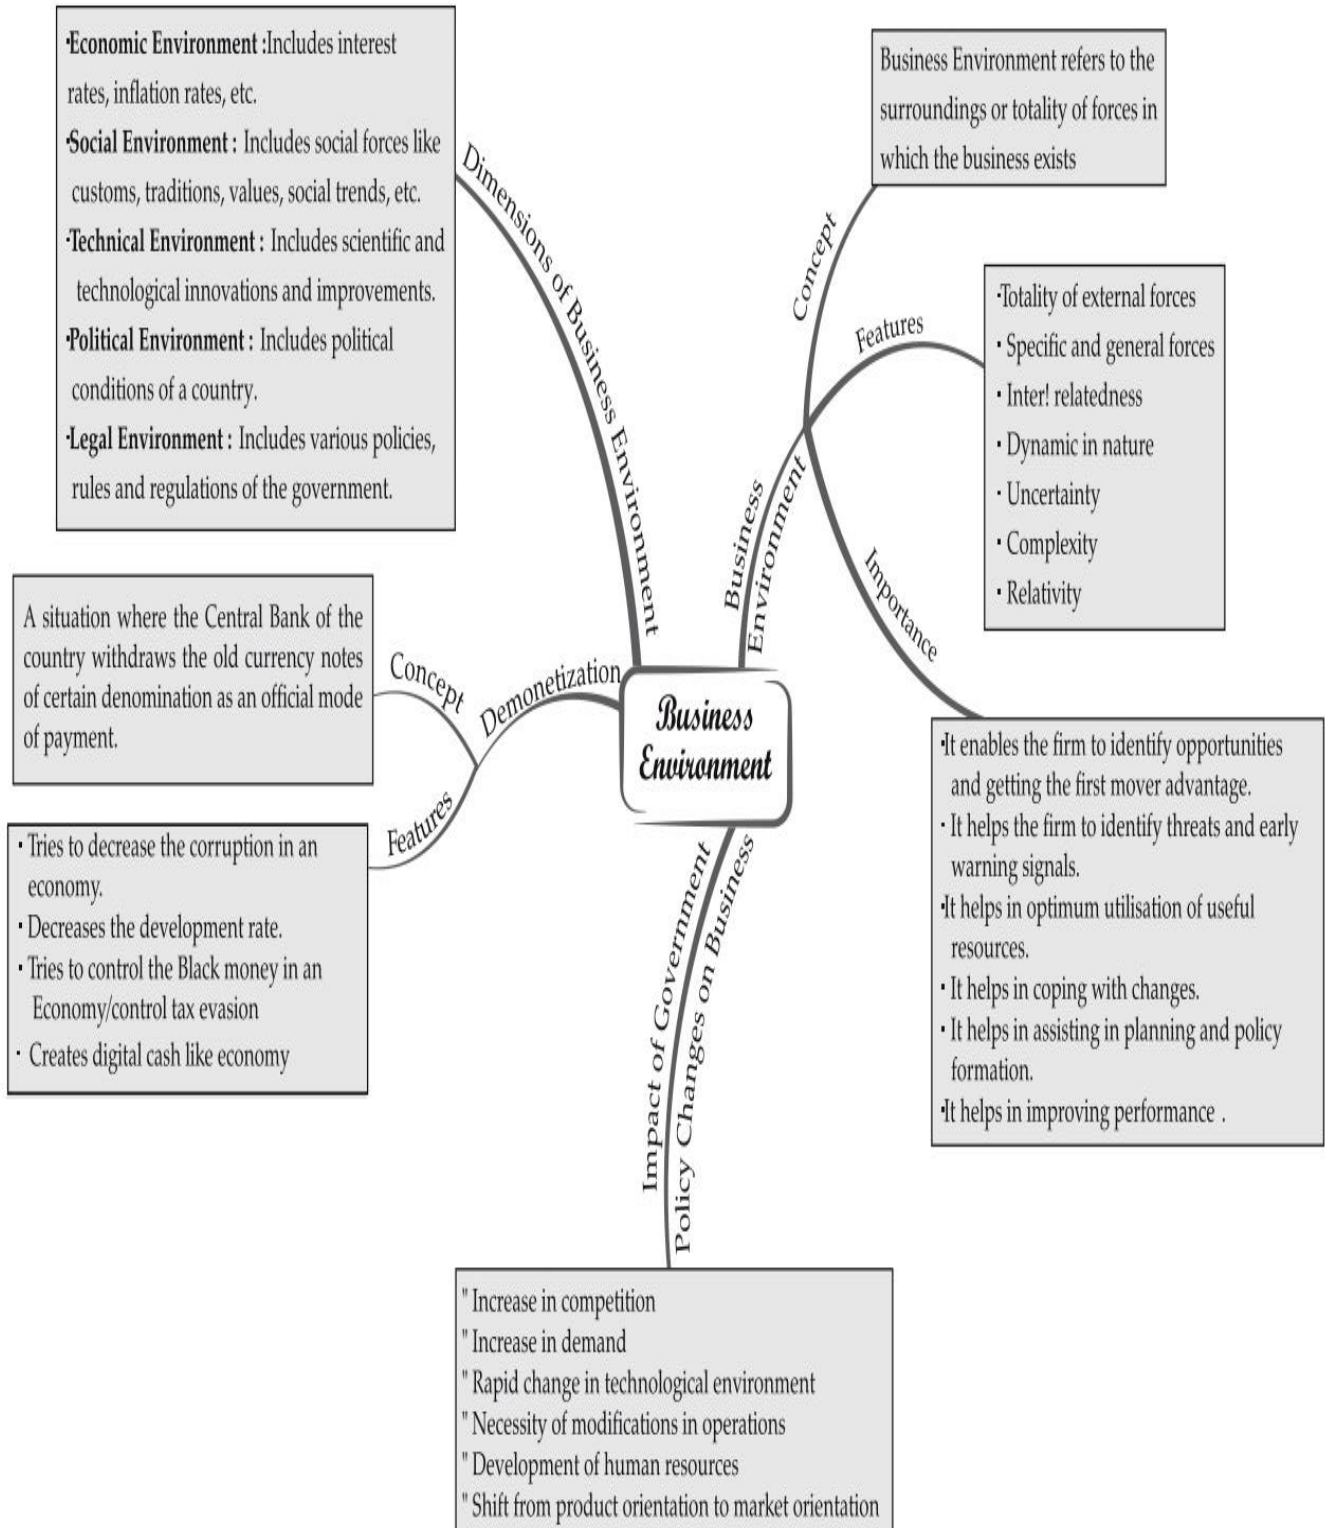 ·Economic Environment :Includes interest
rates, inflation rates, etc.
·Social Environment : Includes social forces like
customs, traditions, values, social trends, etc.
·Technical Environment : Includes scientific and
technological innovations and improvements.
·Political Environment : Includes political
conditions of a country.
·Legal Environment : Includes various policies,
rules and regulations of the government.
Dimensions of Business Environment
Business Environment refers to the
surroundings or totality of forces in
which the business exists
Concept
Features
·Totality of external forces
· Specific and general forces
· Inter! relatedness
· Dynamic in nature
· Uncertainty
· Complexity
· Relativity
Business
Environment
Importance
·It enables the firm to identify opportunities
and getting the first mover advantage.
· It helps the firm to identify threats and early
warning signals.
·It helps in optimum utilisation of useful
resources.
· It helps in coping with changes.
· It helps in assisting in planning and policy
formation.
·It helps in improving performance .
Business
Environment
Demonetization
Concept
A situation where the Central Bank of the
country withdraws the old currency notes
of certain denomination as an official mode
of payment.
Features
· Tries to decrease the corruption in an
economy.
· Decreases the development rate.
· Tries to control the Black money in an
Economy/control tax evasion
· Creates digital cash like economy
Impact of Government
Policy Changes on Business
" Increase in competition
" Increase in demand
" Rapid change in technological environment
" Necessity of modifications in operations
" Development of human resources
" Shift from product orientation to market orientation